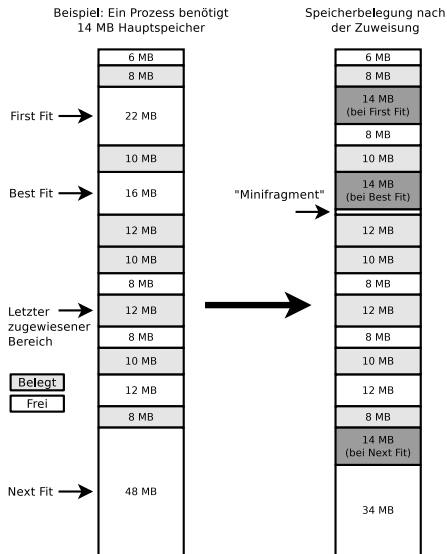 Beispiel: Ein Prozess benötigt
14 MB Hauptspeicher
6 MB
8 MB
First Fit
22 MB
10 MB
Best Fit
16 MB
12 MB
10 MB
8 MB
Letzter
zugewiesener
Bereich
12 MB
8 MB
10 MB
Belegt
Frei
12 MB
8 MB
Next Fit
48 MB
Speicherbelegung nach
der Zuweisung
6 MB
8 MB
14 MB
(bei First Fit)
8 MB
10 MB
14 MB
(bei Best Fit)
"Minifragment"
12 MB
10 MB
8 MB
12 MB
8 MB
10 MB
12 MB
8 MB
14 MB
(bei Next Fit)
34 MB